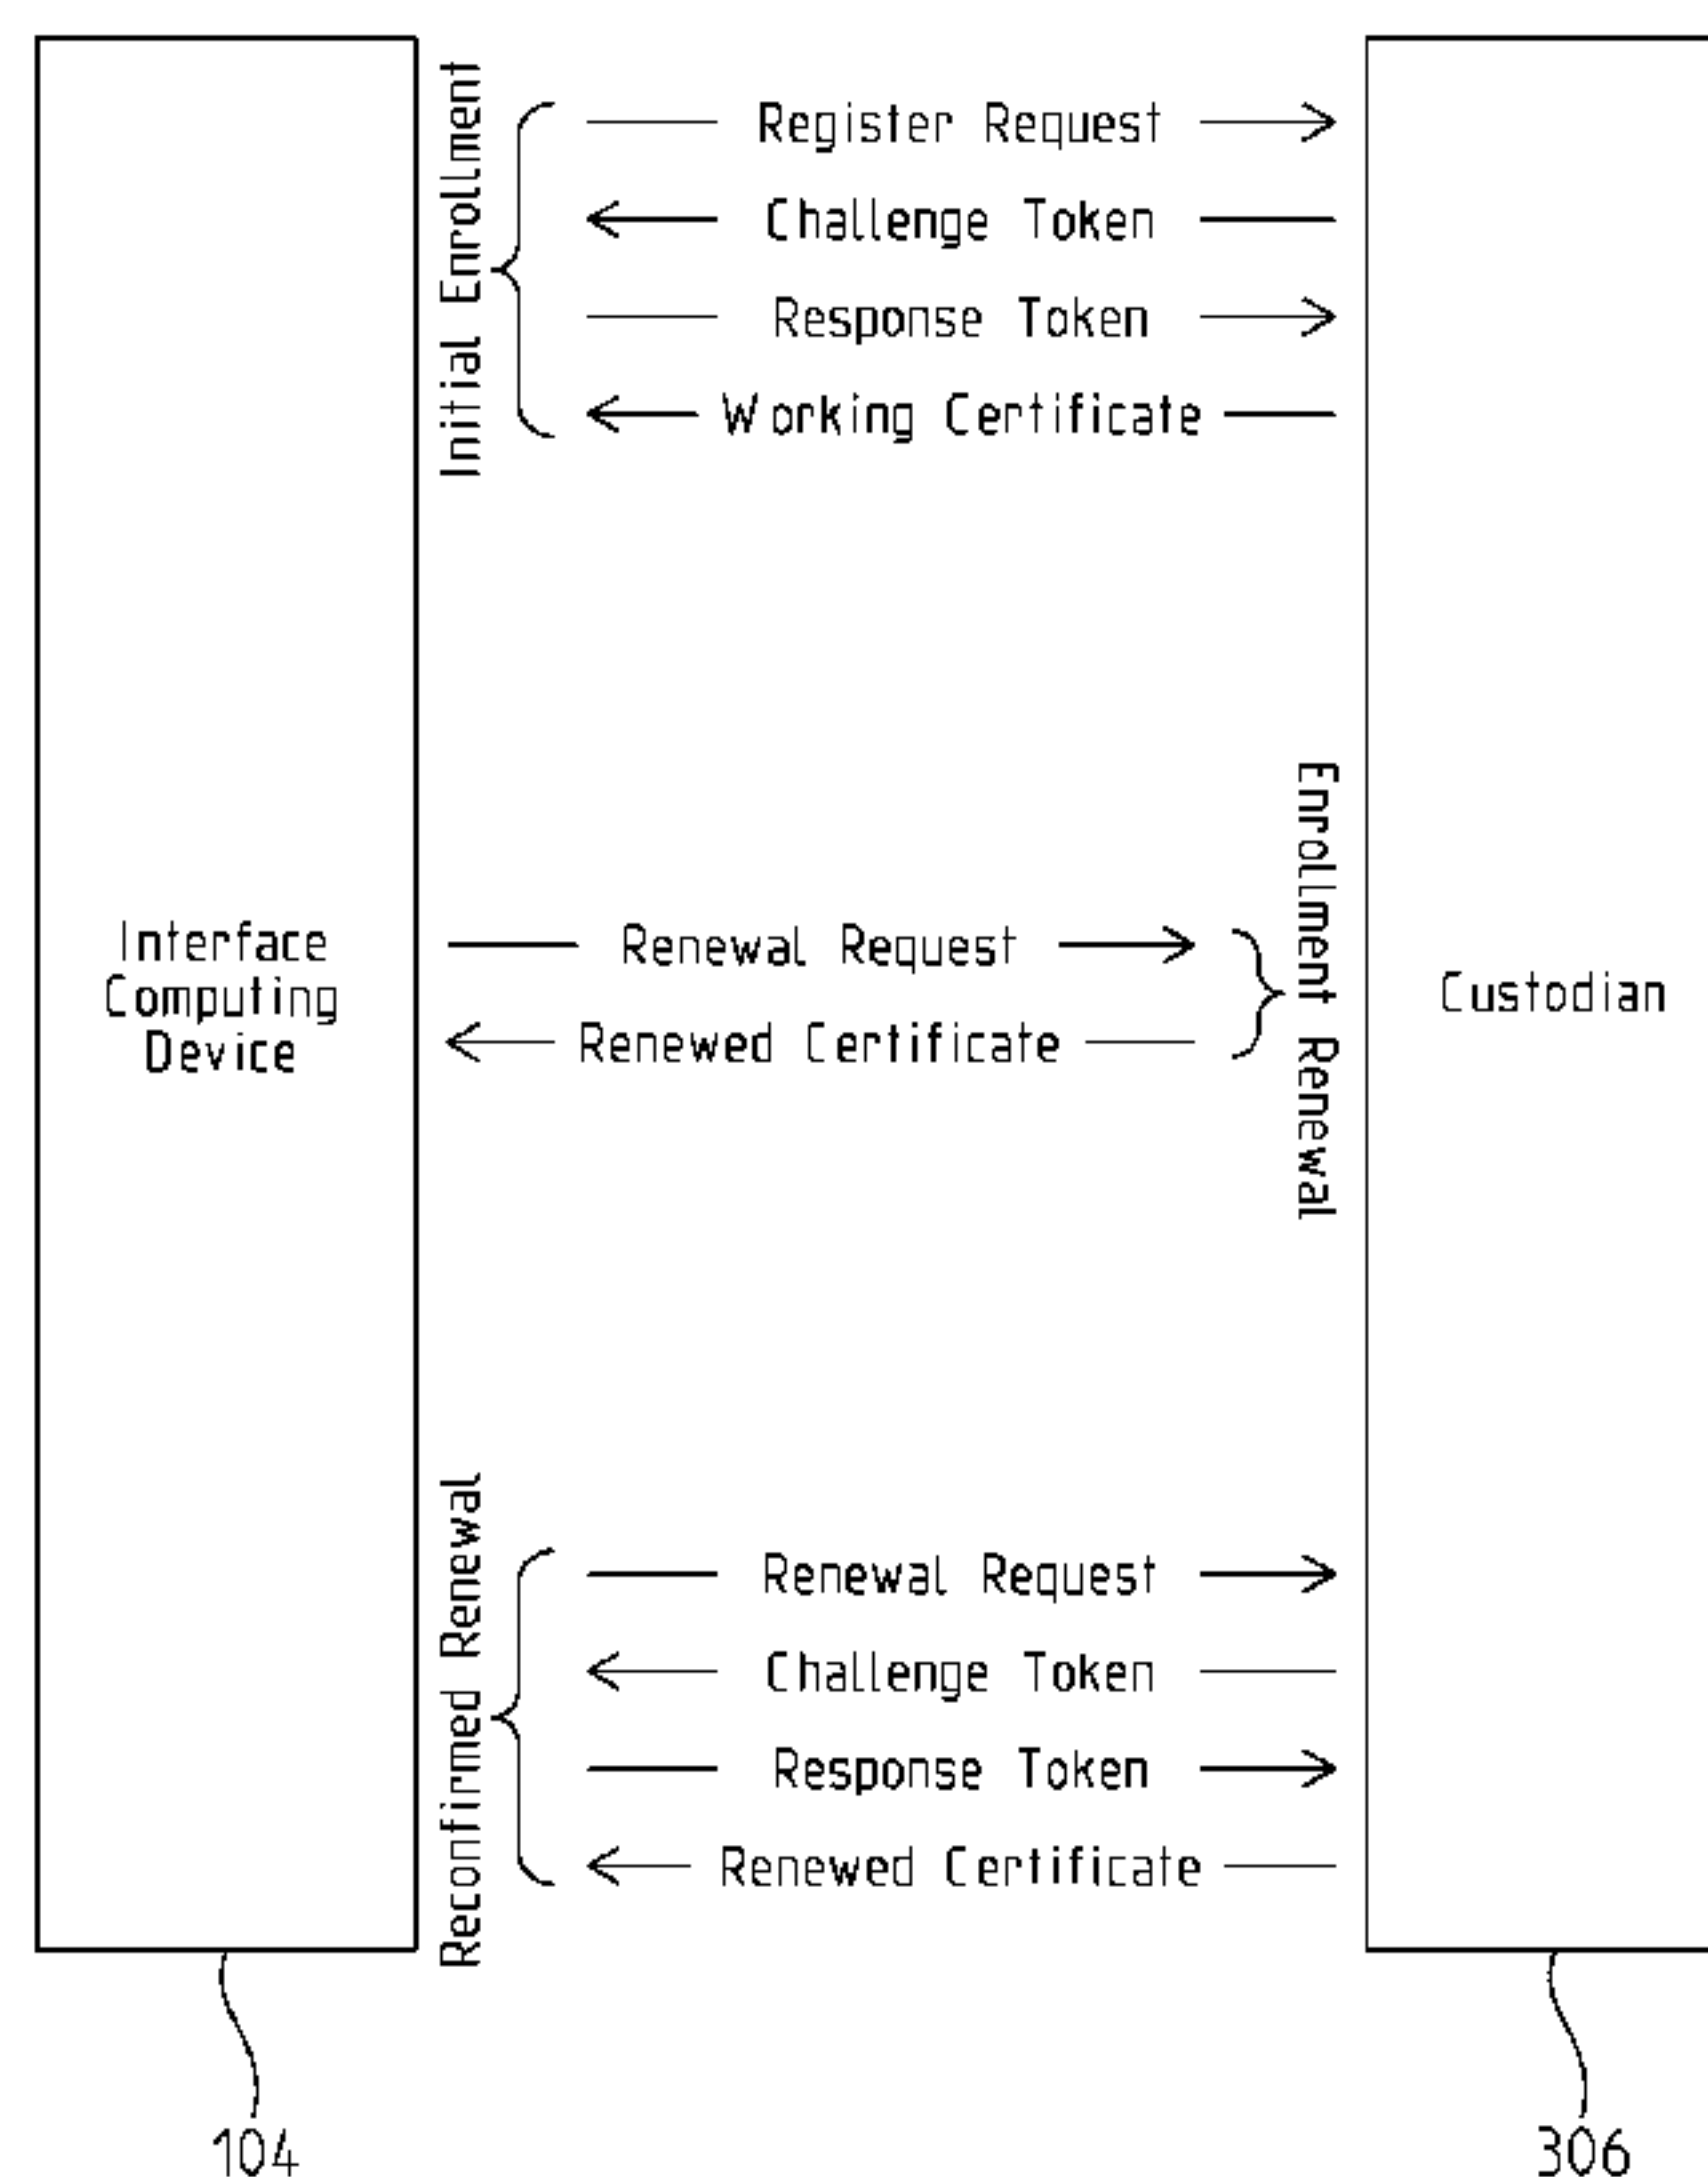 Initial Enrollment
Register Request
Challenge Token
Response Token
Working Certificate
Interface
Computing
Device
Renewal Request
Renewed Certificate
Enrollment Renewal
Custodian
Reconfirmed Renewal
Renewal Request
Challenge Token
Response Token
Renewed Certificate
104
306